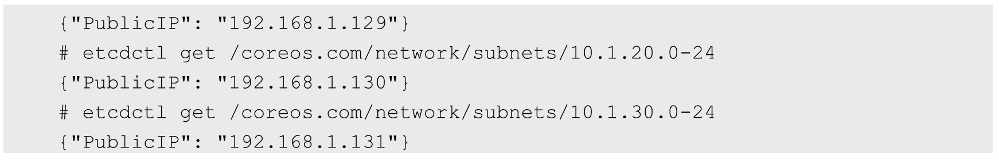 {"PublicIP": "192.168.1.129"}
# etcdctl get /coreos.com/network/subnets/10.1.20.0-24
{"PublicIP": "192.168.1.130"}
# etcdctl get /coreos.com/network/subnets/10.1.30.0-24
{"PublicIP": "192.168.1.131"}